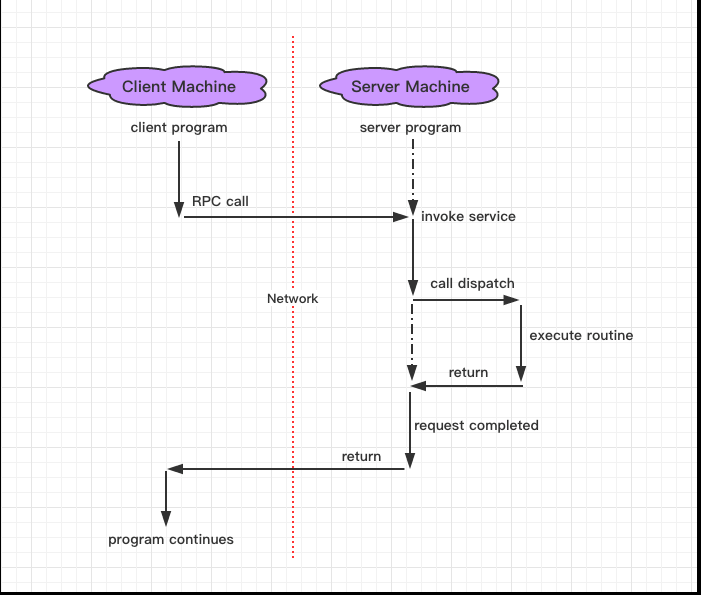 Client Machine
Server Machine
client program
server program
RPC call
invoke service
call dispatch
Network
execute routine
return
request completed
return
program continues